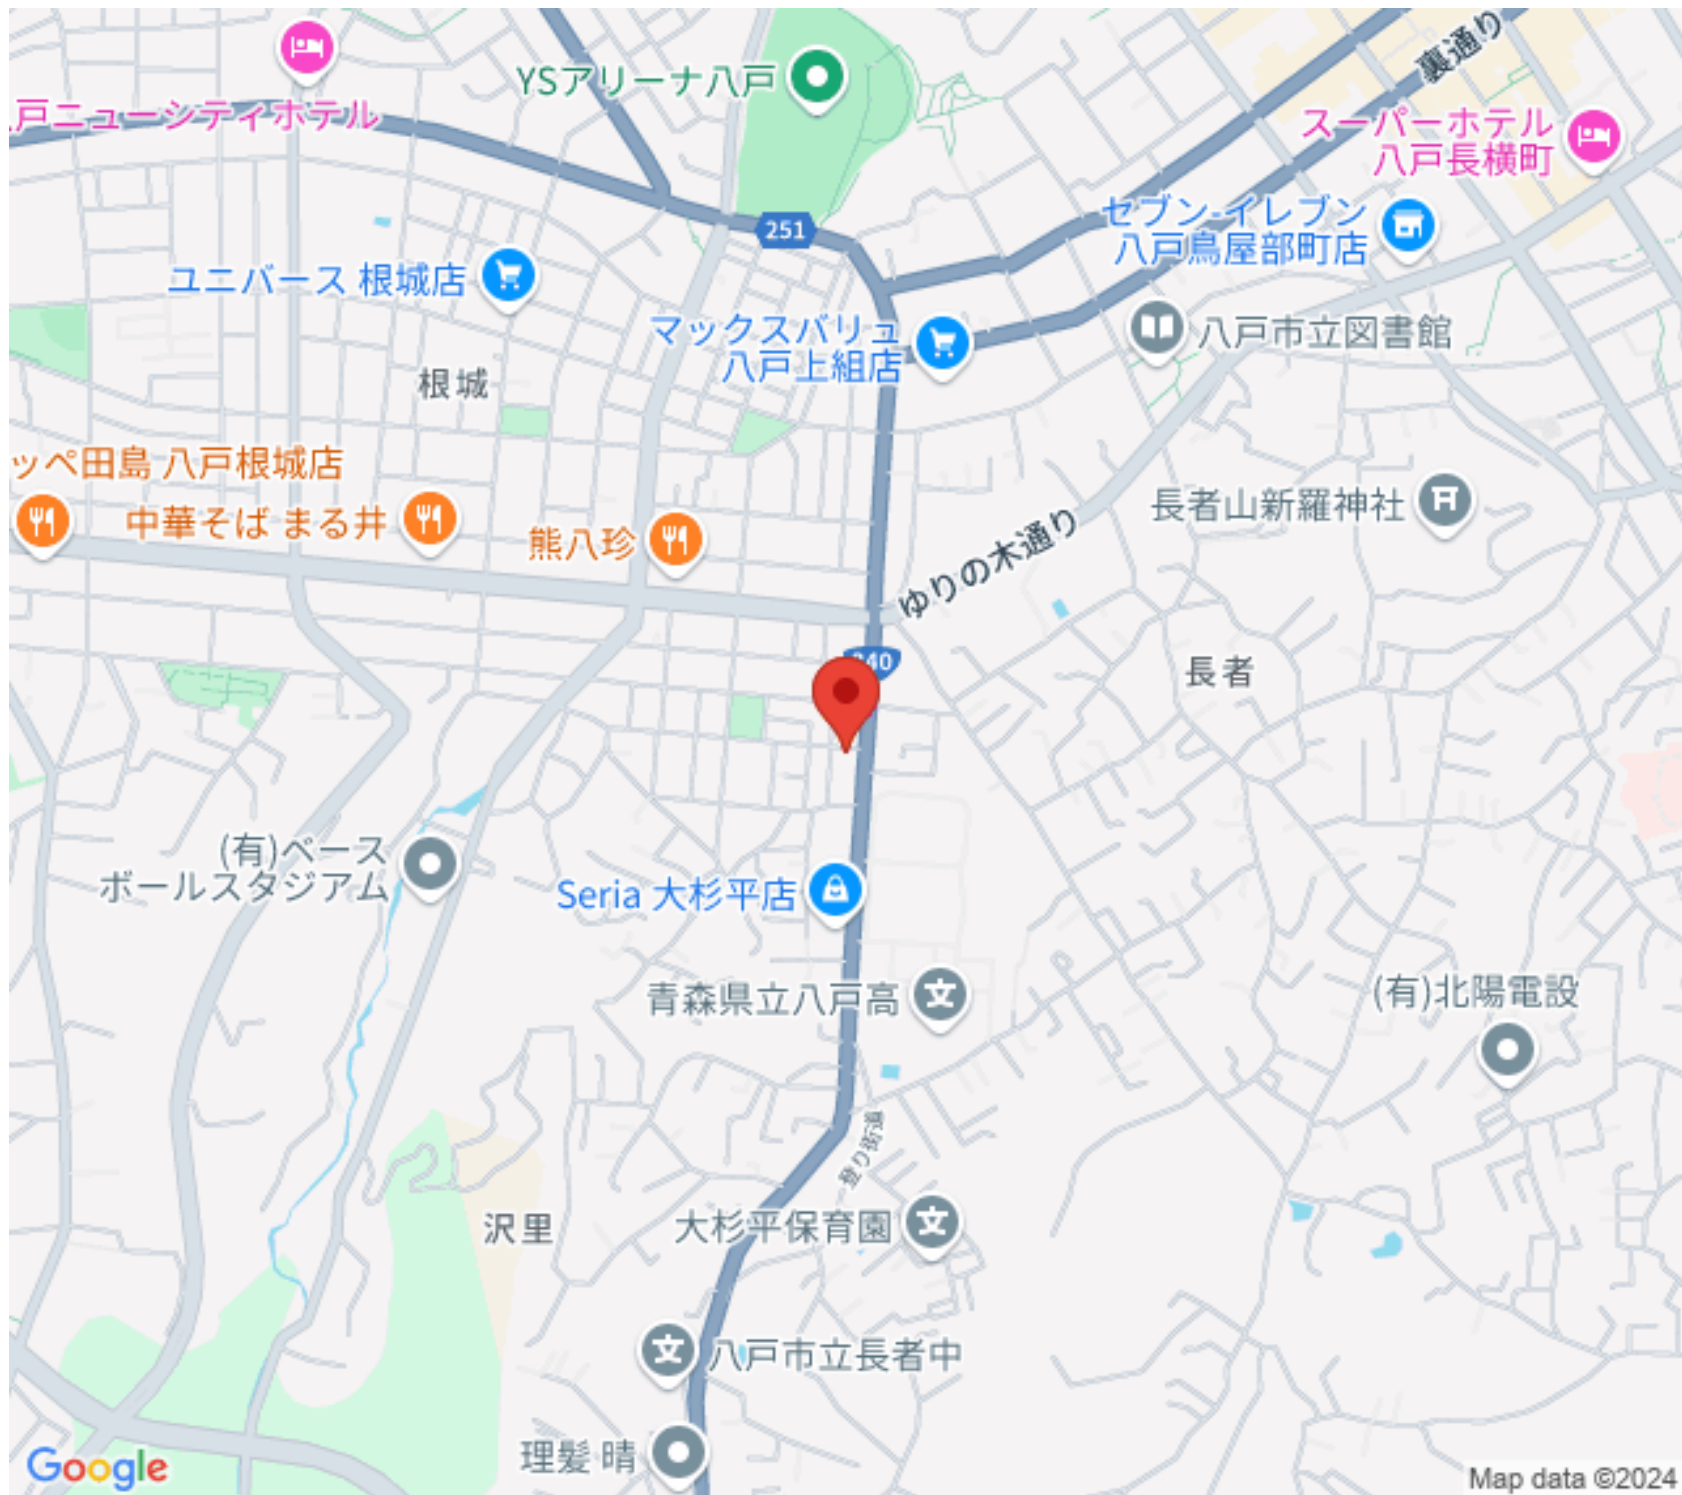 裏通り
YSアリーナ八戸
戸ニューシティホテル
スーパーホテル
八戸長横町
251
セブン-イレブン
八戸鳥屋部町店
ユニバース 根城店
マックスバリュ
八戸上組店
八戸市立図書館
根城
ッペ田島 八戸根城店
中華そば まる井
熊八珍
長者山新羅神社
ゆりの木通り
340
長者
(有)ベース
ボールスタジアム
Seria 大杉平店
青森県立八戸高
(有)北陽電設
登り街道
大杉平保育園
沢里
八戸市立長者中
理髪 晴
Google
Map data ©2024